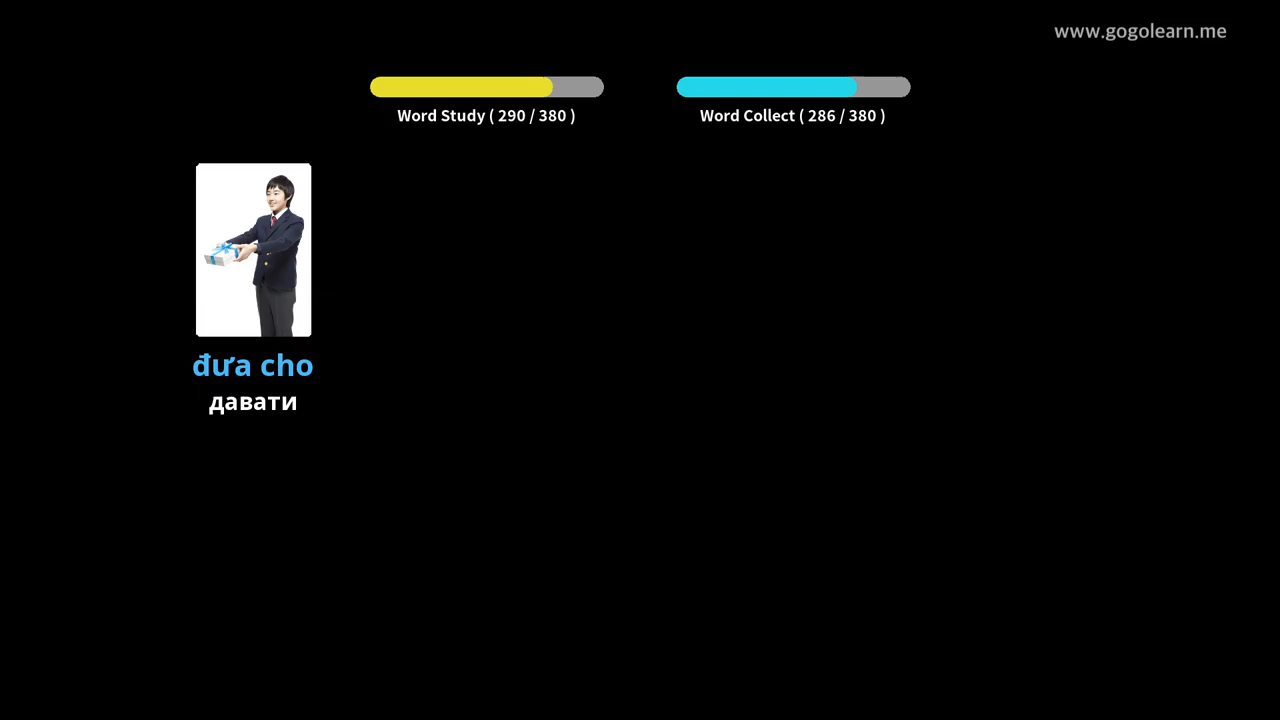 www.gogolearn.me
Word Study ( 290 / 380 )
Word Collect ( 286 / 380 )
đưa cho
давати